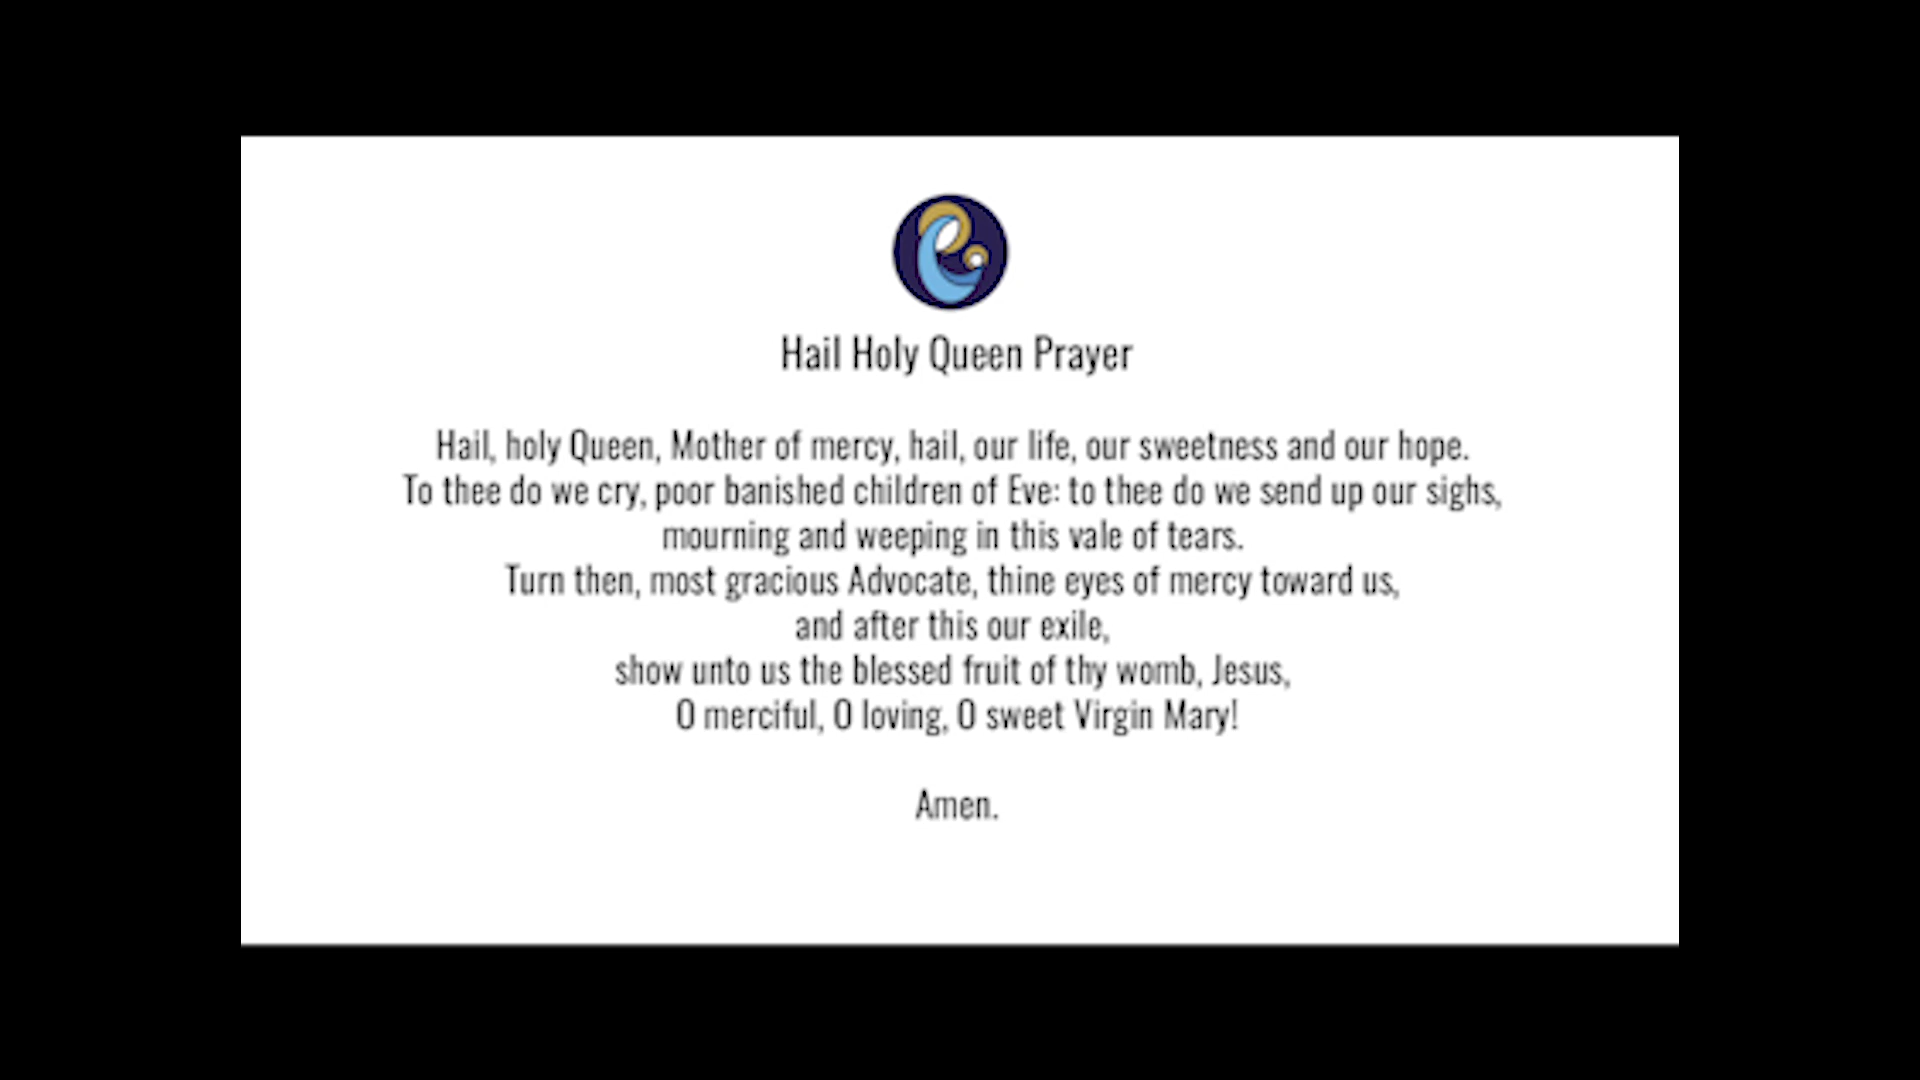 Hail Holy Queen Prayer
Hail, holy Queen, Mother of mercy, hail, our life, our sweetness and our hope.
To thee do we cry, poor banished children of Eve: to thee do we send up our sighs,
mourning and weeping in this vale of tears.
Turn then, most gracious Advocate, thine eyes of mercy toward us,
and after this our exile,
show unto us the blessed fruit of thy womb, Jesus,
O merciful, O loving, O sweet Virgin Mary!
Amen.